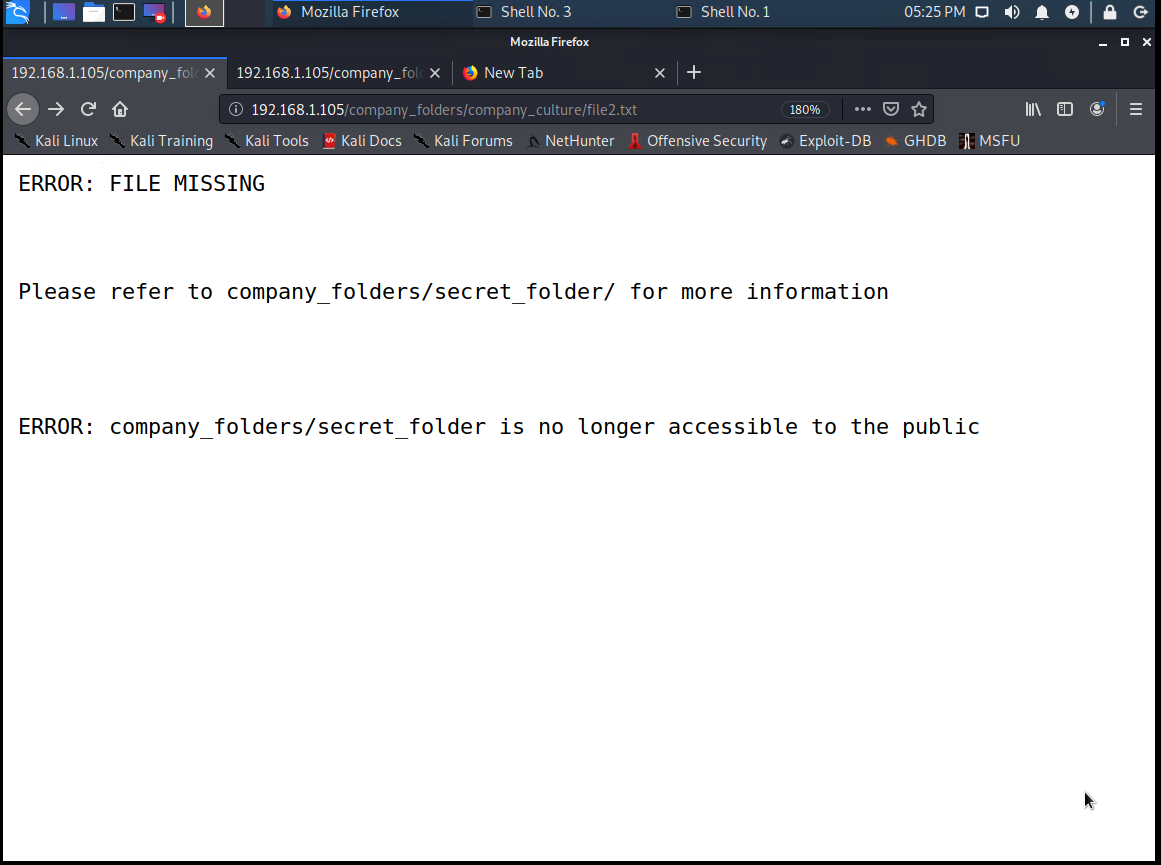 Mozilla Firefox
Shell No. 3
Shell No. 1
05:25 PM
Mozilla Firefox
192.168.1.105/company_fol
192.168.1.105/company_fol
New Tab
192.168.1.105/company_folders/company_culture/file2.txt
180%
Kali Linux
Kali Training
Kali Tools
Kali Docs
Kali Forums
NetHunter
Offensive Security
Exploit-DB
GHDB
MSFU
ERROR: FILE MISSING
Please refer to company_folders/secret_folder/ for more information
ERROR: company_folders/secret_folder is no longer accessible to the public